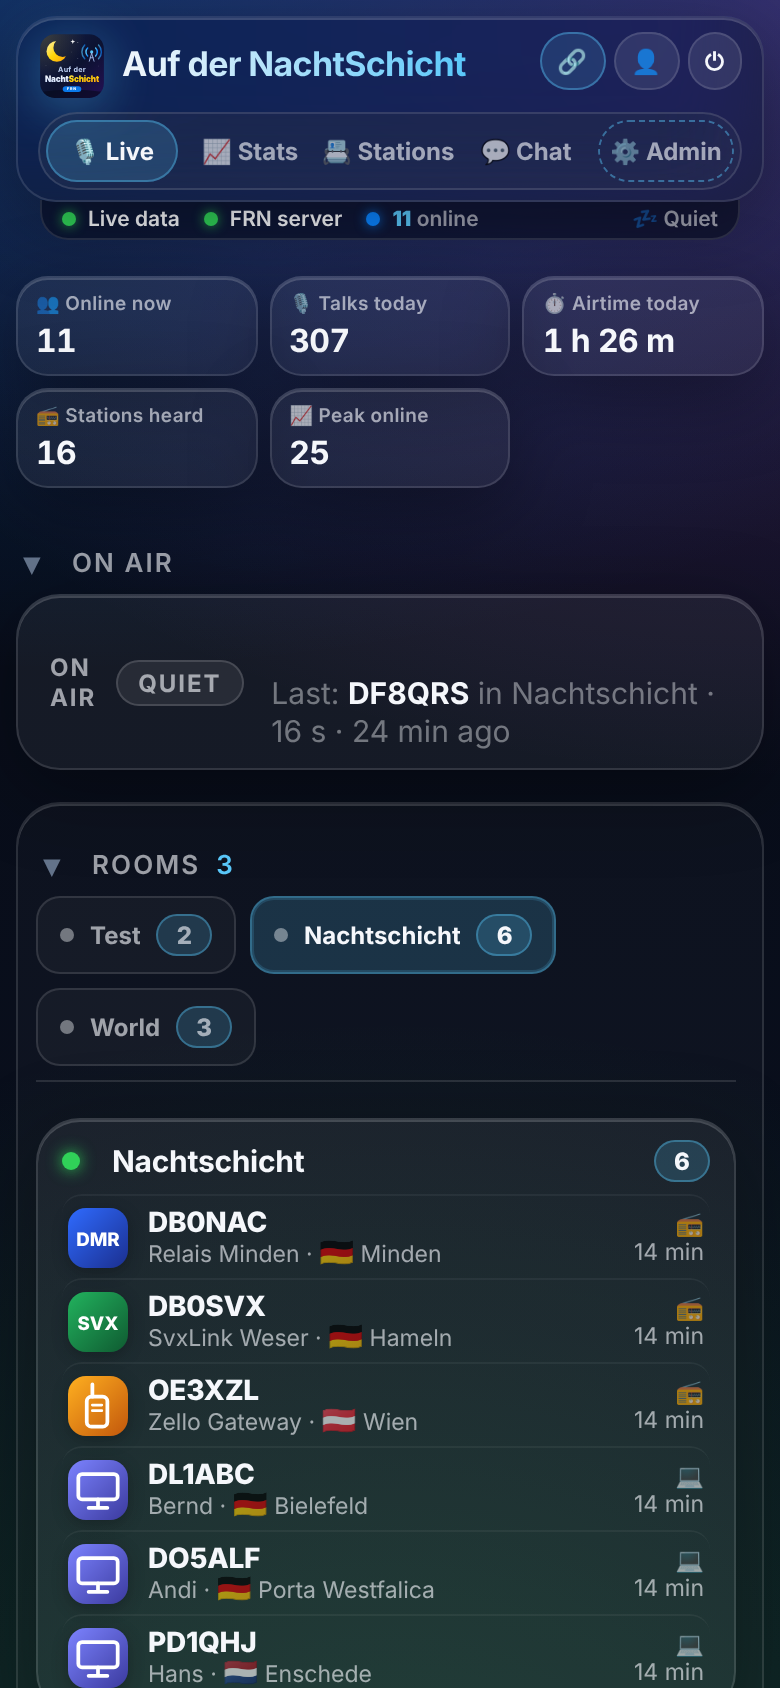 Auf der
NachtSchicht
FRN
Auf der NachtSchicht
Live Stats Stations Chat Admin
Live data FRN server 11 online Quiet
Online now Talks today Airtime today
11 307 1 h 26 m
Stations heard Peak online
16 25
ON AIR
ON
AIR
QUIET
Last: DF8QRS in Nachtschicht ·
16 s · 24 min ago
ROOMS 3
Test 2 Nachtschicht 6
World 3
Nachtschicht 6
DMR
DB0NAC
Relais Minden · Minden 14 min
SVX
DB0SVX
SvxLink Weser · Hameln 14 min
OE3XZL
Zello Gateway · Wien 14 min
DL1ABC
Bernd · Bielefeld 14 min
DO5ALF
Andi · Porta Westfalica 14 min
PD1QHJ
Hans · Enschede 14 min